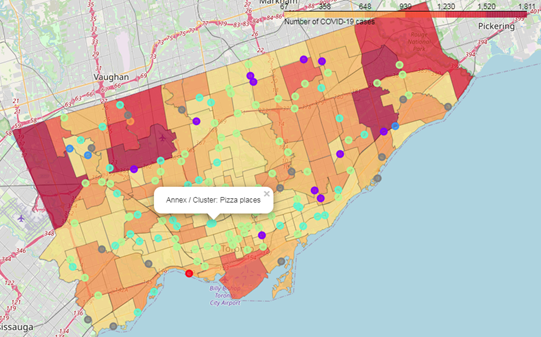 Markham
67 358 648 939 1,230 1,520 1,811
Number of COVID-19 cases
Pickering
Vaughan
Annex / Cluster: Pizza places
×
Billy Bishop
Toronto
City Airport
ssissauga